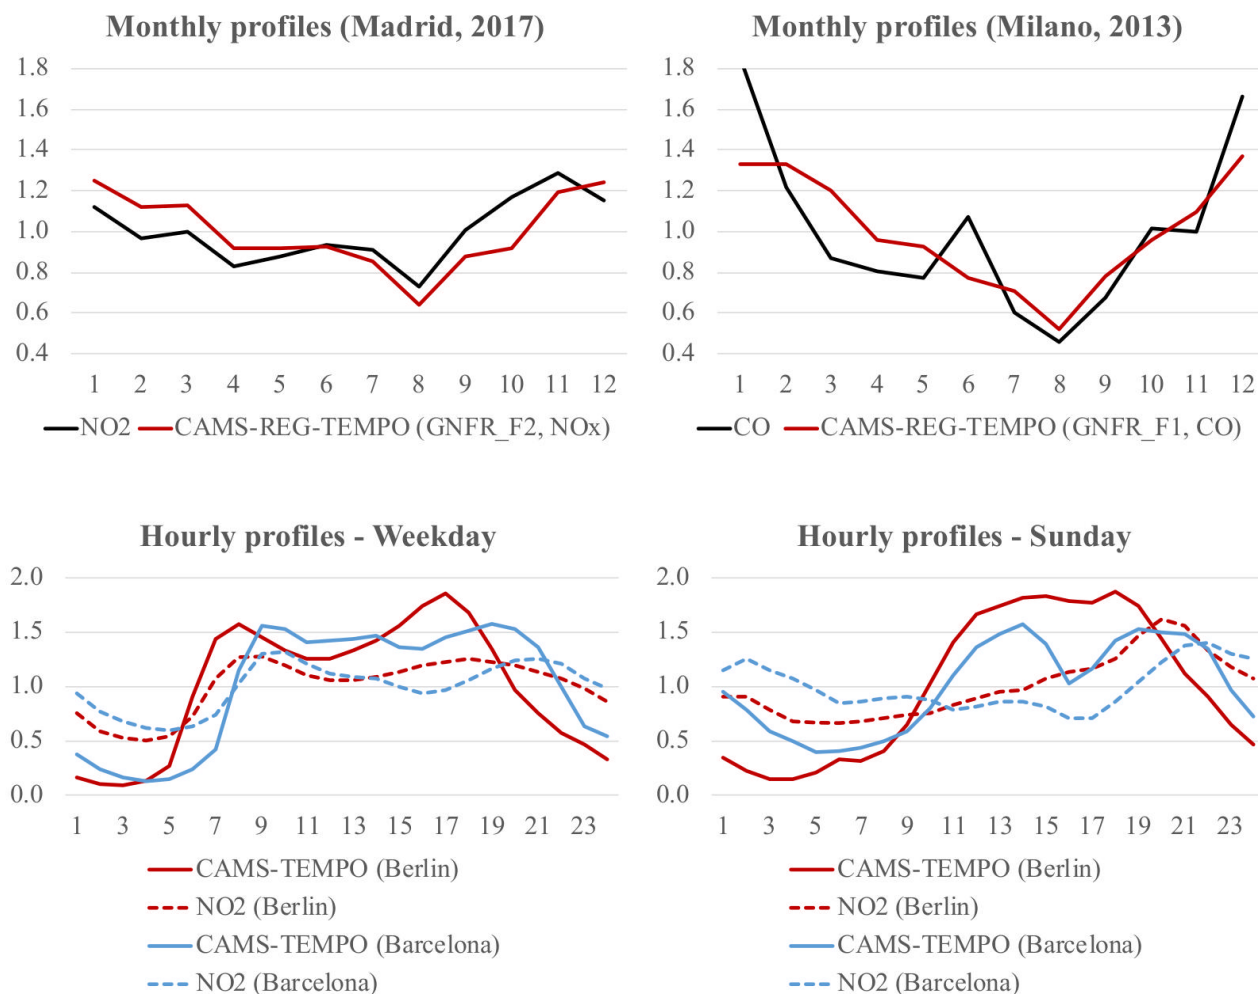 Monthly profiles (Madrid, 2017)
1.8
1.6
1.4
1.2
1.0
0.8
0.6
0.4
1 2 3 4 5 6 7 8 9 10 11 12
NO2 CAMS-REG-TEMPO (GNFR_F2, NOx)
Monthly profiles (Milano, 2013)
1.8
1.6
1.4
1.2
1.0
0.8
0.6
0.4
1 2 3 4 5 6 7 8 9 10 11 12
CO CAMS-REG-TEMPO (GNFR_F1, CO)
Hourly profiles - Weekday
2.0
1.5
1.0
0.5
0.0
1 3 5 7 9 11 13 15 17 19 21 23
CAMS-TEMPO (Berlin)
NO2 (Berlin)
CAMS-TEMPO (Barcelona)
NO2 (Barcelona)
Hourly profiles - Sunday
2.0
1.5
1.0
0.5
0.0
1 3 5 7 9 11 13 15 17 19 21 23
CAMS-TEMPO (Berlin)
NO2 (Berlin)
CAMS-TEMPO (Barcelona)
NO2 (Barcelona)